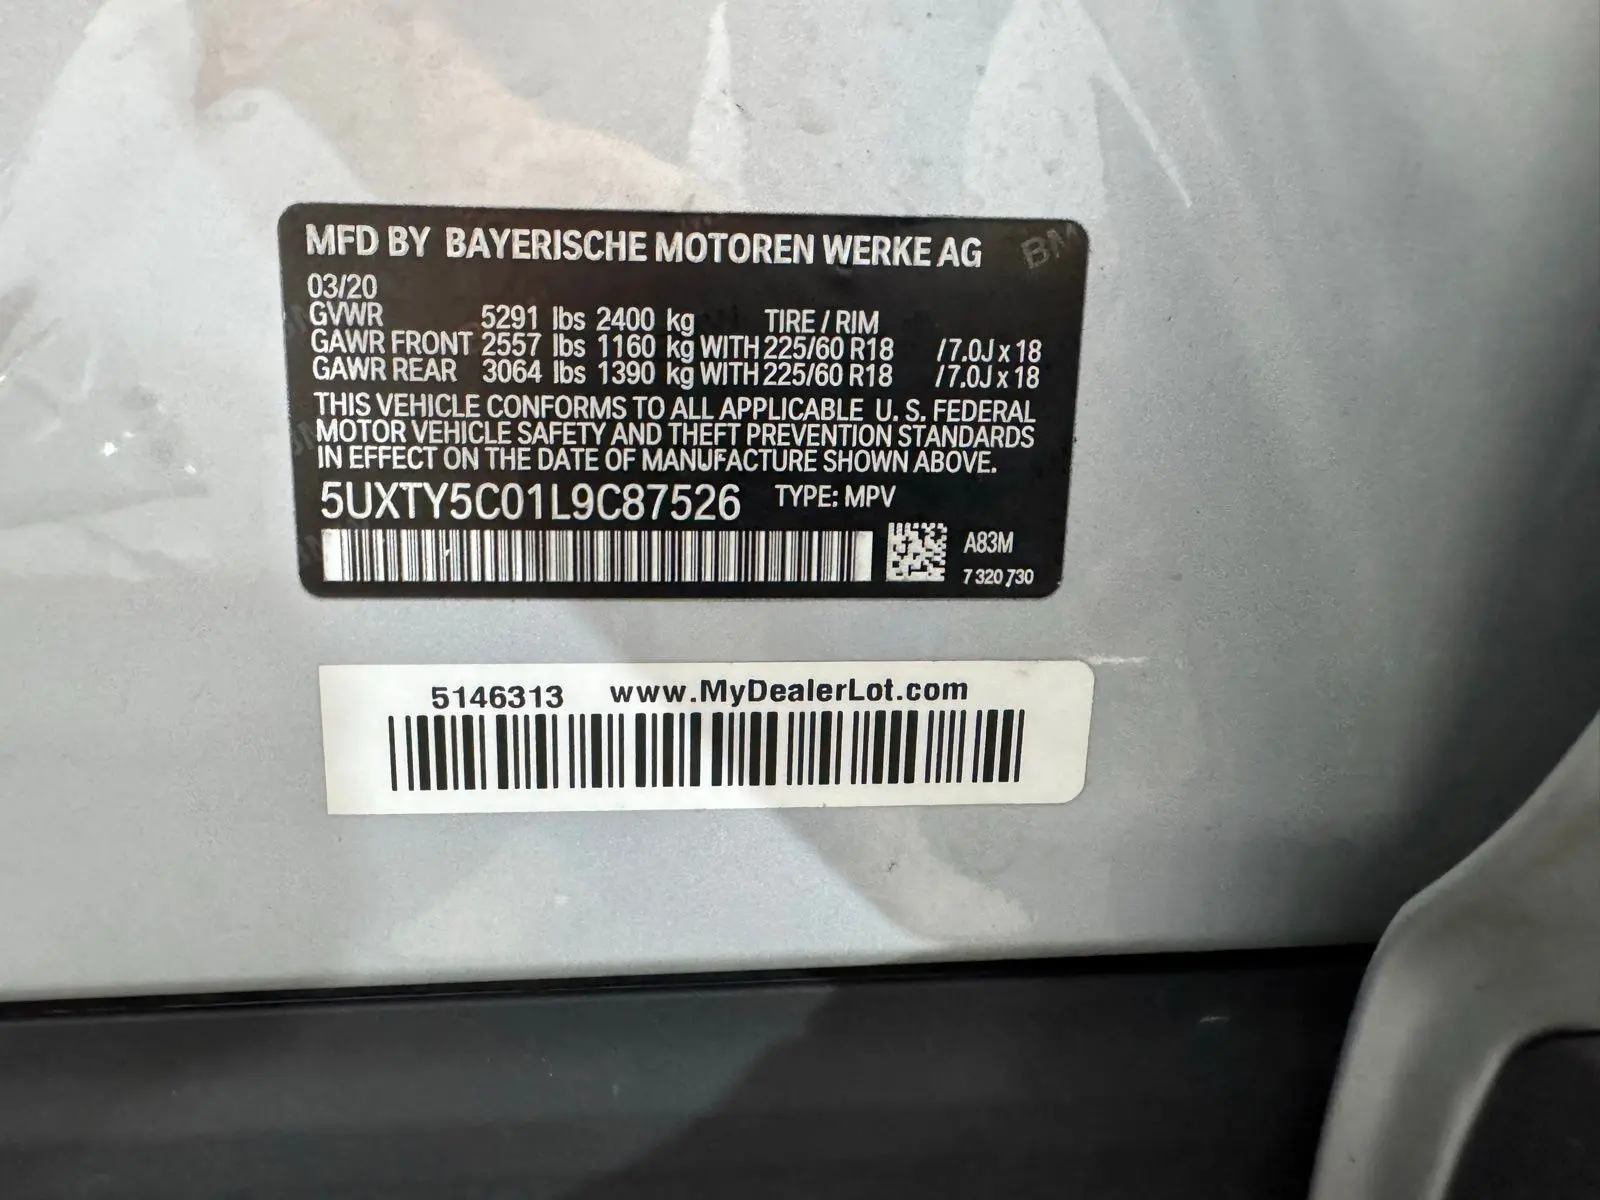 MFD BY BAYERISCHE MOTOREN WERKE AG
03/20
GVWR 5291 lbs 2400 kg TIRE / RIM
GAWR FRONT 2557 lbs 1160 kg WITH 225/60 R18 /7.0J x 18
GAWR REAR 3064 lbs 1390 kg WITH 225/60 R18 /7.0J x 18
THIS VEHICLE CONFORMS TO ALL APPLICABLE U. S. FEDERAL
MOTOR VEHICLE SAFETY AND THEFT PREVENTION STANDARDS
IN EFFECT ON THE DATE OF MANUFACTURE SHOWN ABOVE.
5UXTY5C01L9C87526 TYPE: MPV
A83M
7 320 730
5146313 www.MyDealerLot.com